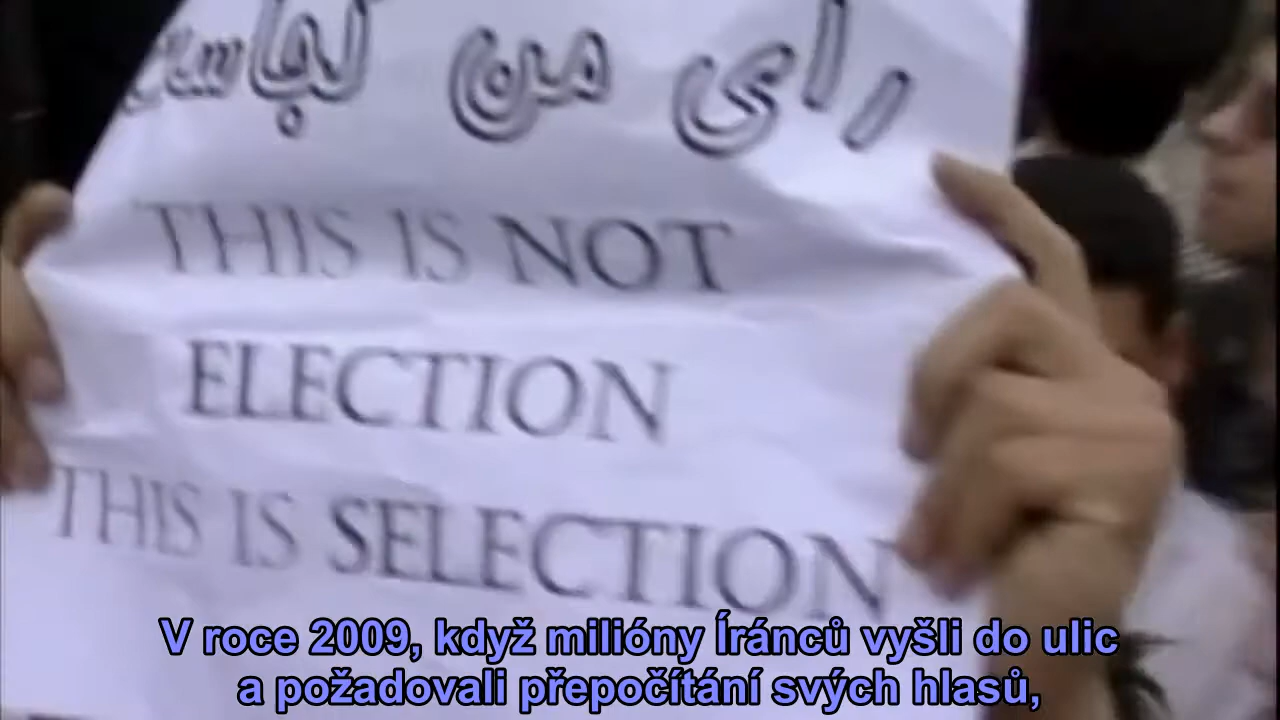 رای من کجاس
THIS IS NOT
ELECTION
THIS IS SELECTION
V roce 2009, když milióny Íránců vyšli do ulic
a požadovali přepočítání svých hlasů,